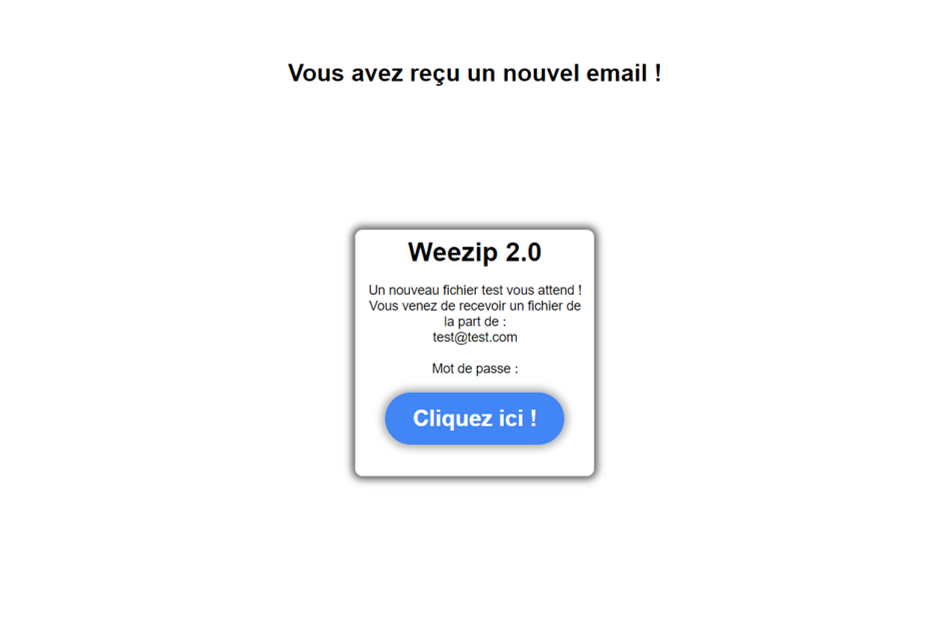 Vous avez reçu un nouvel email !
Weezip 2.0
Un nouveau fichier test vous attend !
Vous venez de recevoir un fichier de
la part de :
test@test.com
Mot de passe :
Cliquez ici !